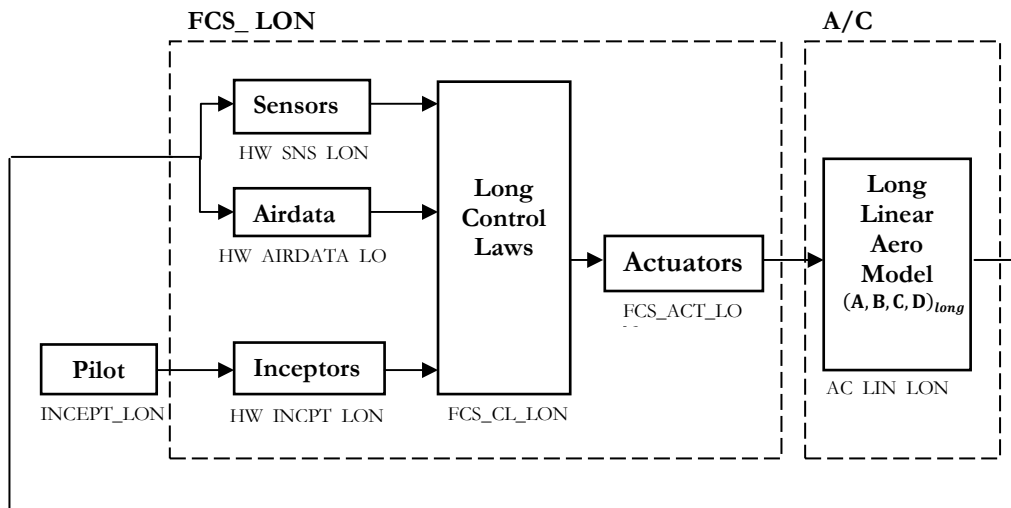 FCS_ LON
A/C
Sensors
HW SNS LON
Airdata
HW AIRDATA LO
Long
Control
Laws
Actuators
FCS_ACT_LO
Long
Linear
Aero
Model
(A, B, C, D)long
AC LIN LON
Pilot
INCEPT_LON
Inceptors
HW INCPT LON
FCS_CL_LON